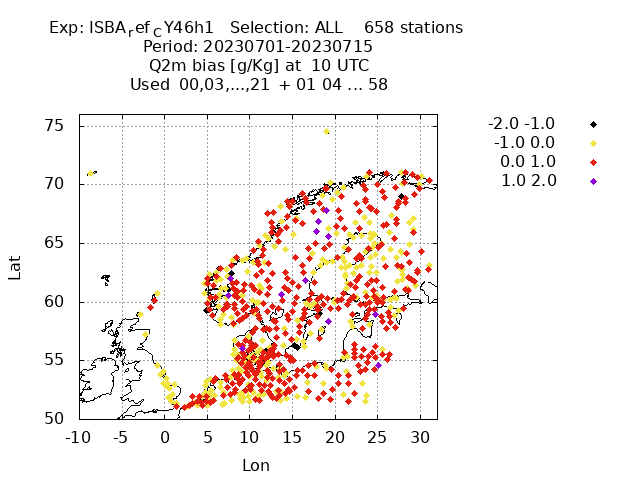 Exp: ISBA_ref_CY46h1 Selection: ALL 658 stations
Period: 20230701-20230715
Q2m bias [g/Kg] at 10 UTC
Used 00,03,...,21 + 01 04 ... 58
-2.0 -1.0
-1.0 0.0
0.0 1.0
1.0 2.0
75
70
65
60
55
50
Lat
-10 -5 0 5 10 15 20 25 30
Lon